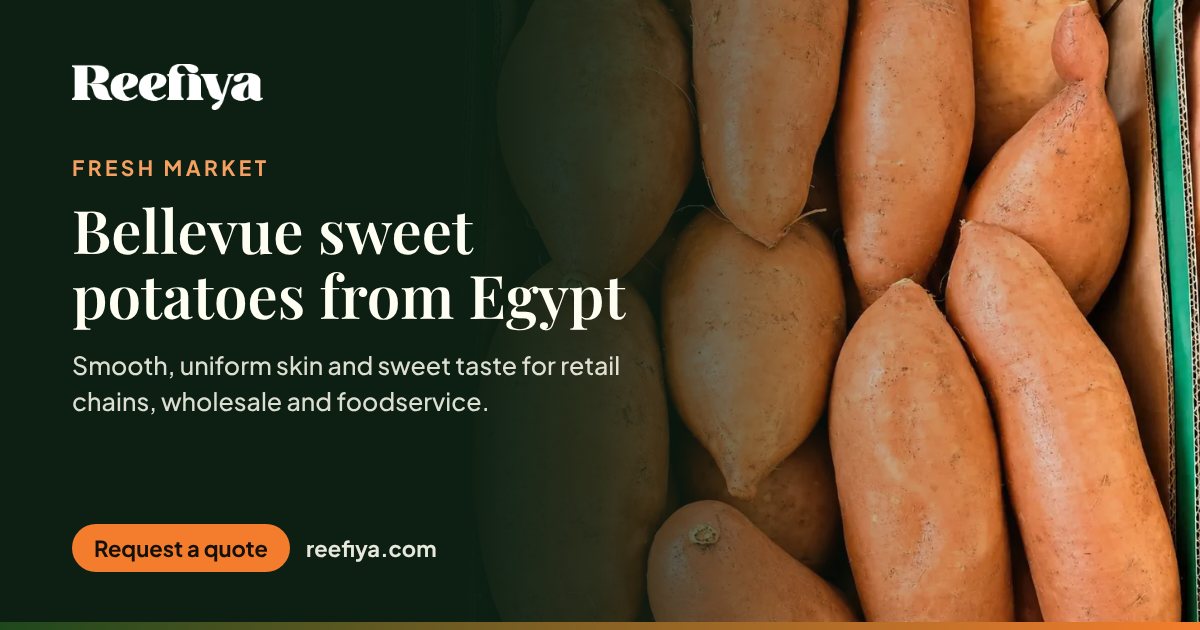 Reefiya
FRESH MARKET
Bellevue sweet
potatoes from Egypt
Smooth, uniform skin and sweet taste for retail
chains, wholesale and foodservice.
Request a quote
reefiya.com